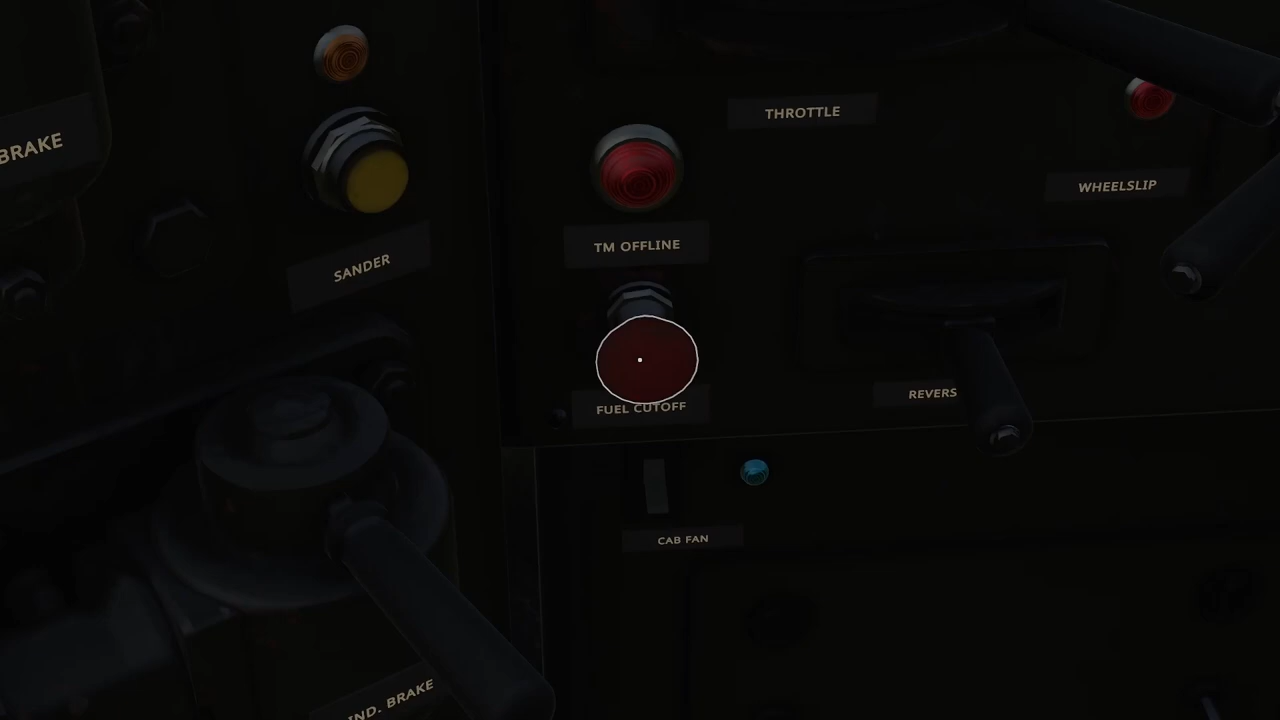 BRAKE
SANDER
TM OFFLINE
THROTTLE
WHEELSLIP
FUEL CUTOFF
REVERS
CAB FAN
IND. BRAKE